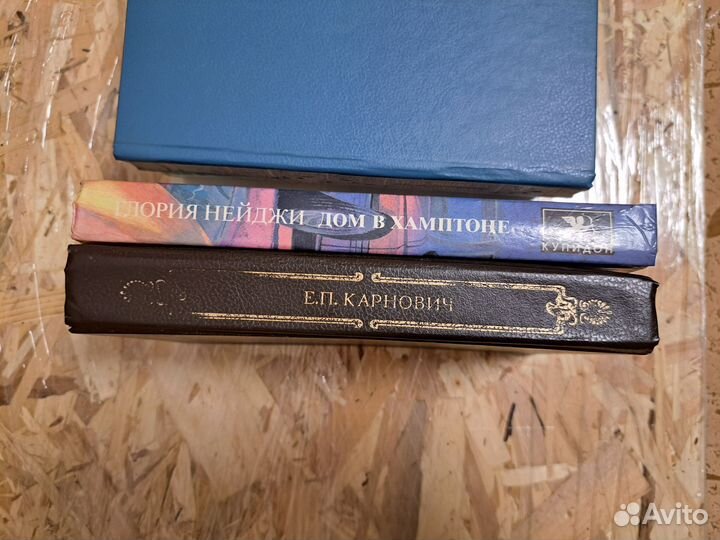 ГЛОРИЯ НЕЙДЖИ ДОМ В ХАМПТОНЕ
КУПИДОН
Е.П. КАРНОВИЧ
Avito